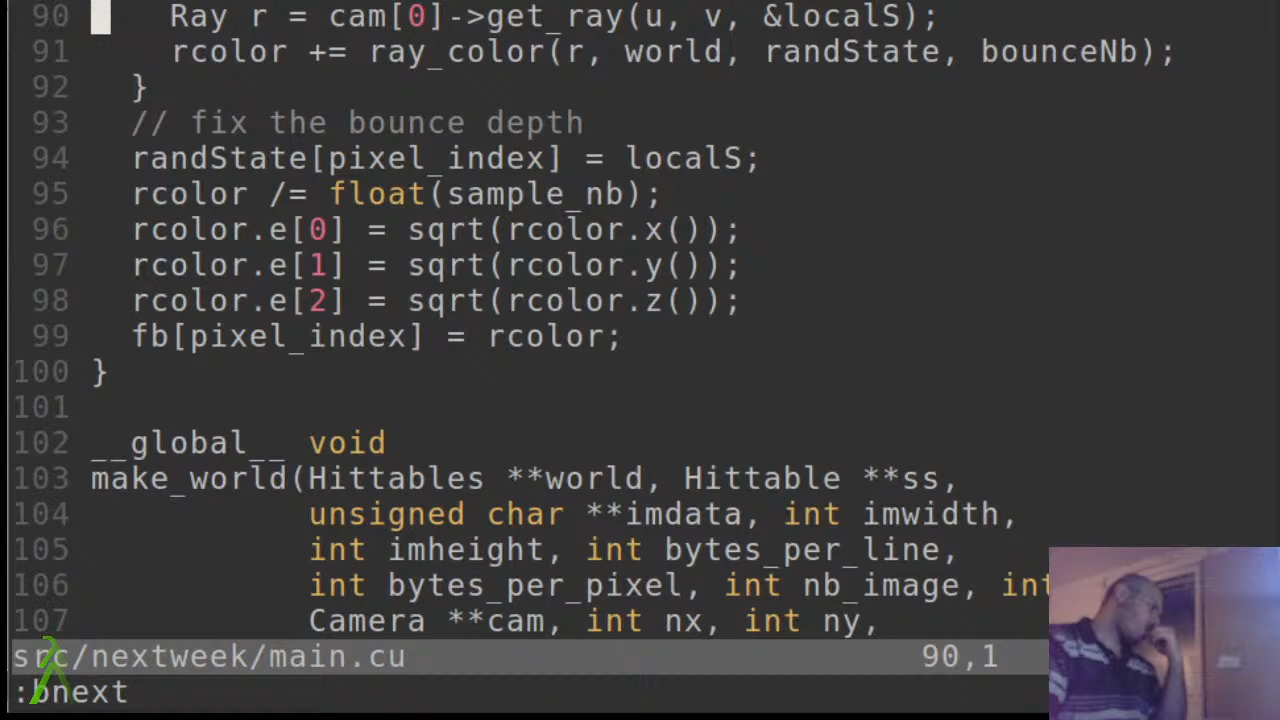 90     Ray r = cam[0]->get_ray(u, v, &localS);
91     rcolor += ray_color(r, world, randState, bounceNb);
92   }
93   // fix the bounce depth
94   randState[pixel_index] = localS;
95   rcolor /= float(sample_nb);
96   rcolor.e[0] = sqrt(rcolor.x());
97   rcolor.e[1] = sqrt(rcolor.y());
98   rcolor.e[2] = sqrt(rcolor.z());
99   fb[pixel_index] = rcolor;
100 }
101
102 __global__ void
103 make_world(Hittables **world, Hittable **ss,
104            unsigned char **imdata, int imwidth,
105            int imheight, int bytes_per_line,
106            int bytes_per_pixel, int nb_image, int
107            Camera **cam, int nx, int ny,
src/nextweek/main.cu 90,1
:bnext